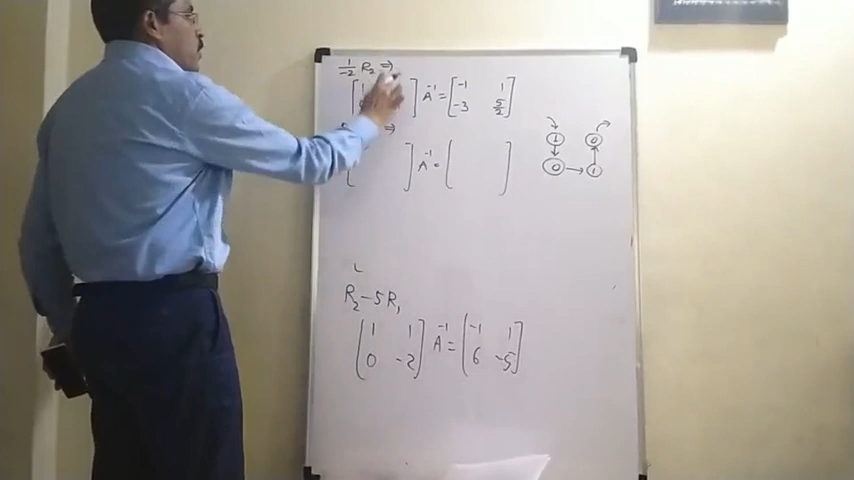 1/-2 R₂ ⇒
[1 ] A⁻¹ = [-1 1
-3 5/2]
⇒
[ ] A⁻¹ = [ ]
1 0
0 → 1
R₂ - 5R₁
[1 1 A⁻¹ = [-1 1
0 -2] 6 -5]